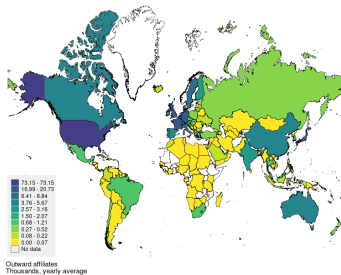 73.15 - 73.15
16.99 - 20.73
6.41 - 8.84
3.76 - 5.67
2.57 - 3.16
1.50 - 2.07
0.68 - 1.21
0.27 - 0.52
0.08 - 0.22
0.00 - 0.07
No data
Outward affiliates
Thousands, yearly average